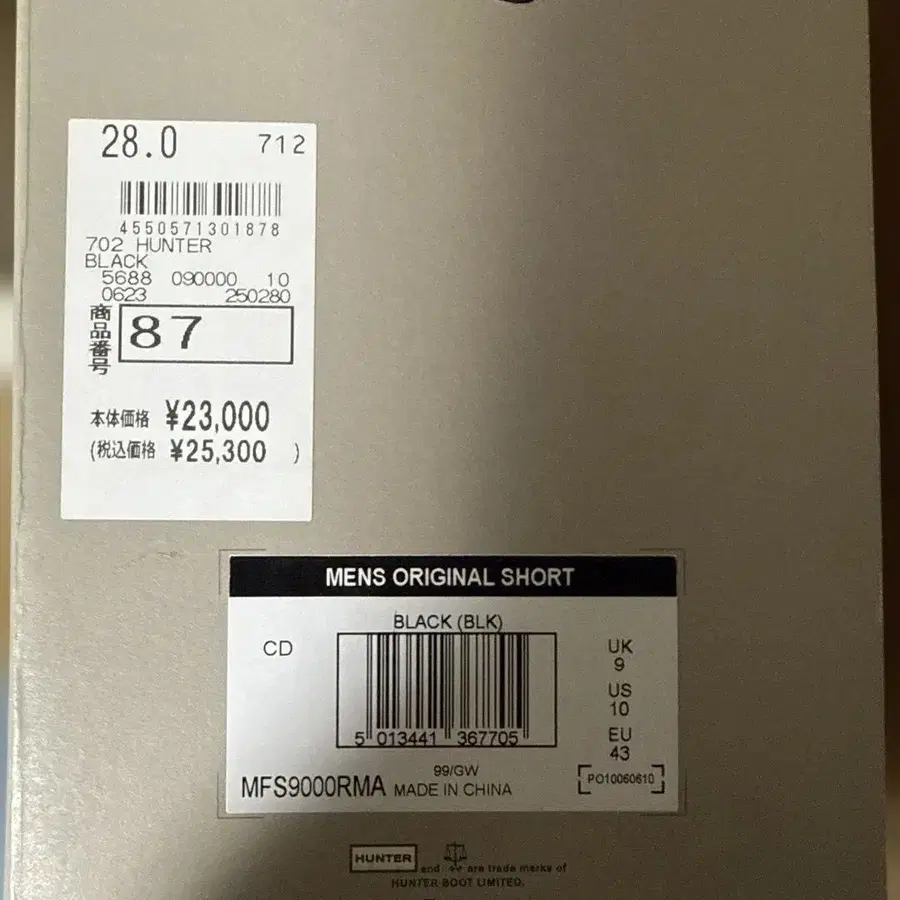 28.0 712
4550571301878
702 HUNTER
BLACK
5688 090000 10
0623 250280
商品番号 87
本体価格 ¥23,000
(税込価格 ¥25,300 )
MENS ORIGINAL SHORT
BLACK (BLK)
CD
UK
9
US
10
EU
43
5 013441 367705
99/GW
MFS9000RMA MADE IN CHINA
PO10060610
HUNTER and are trade marks of
HUNTER BOOT LIMITED.